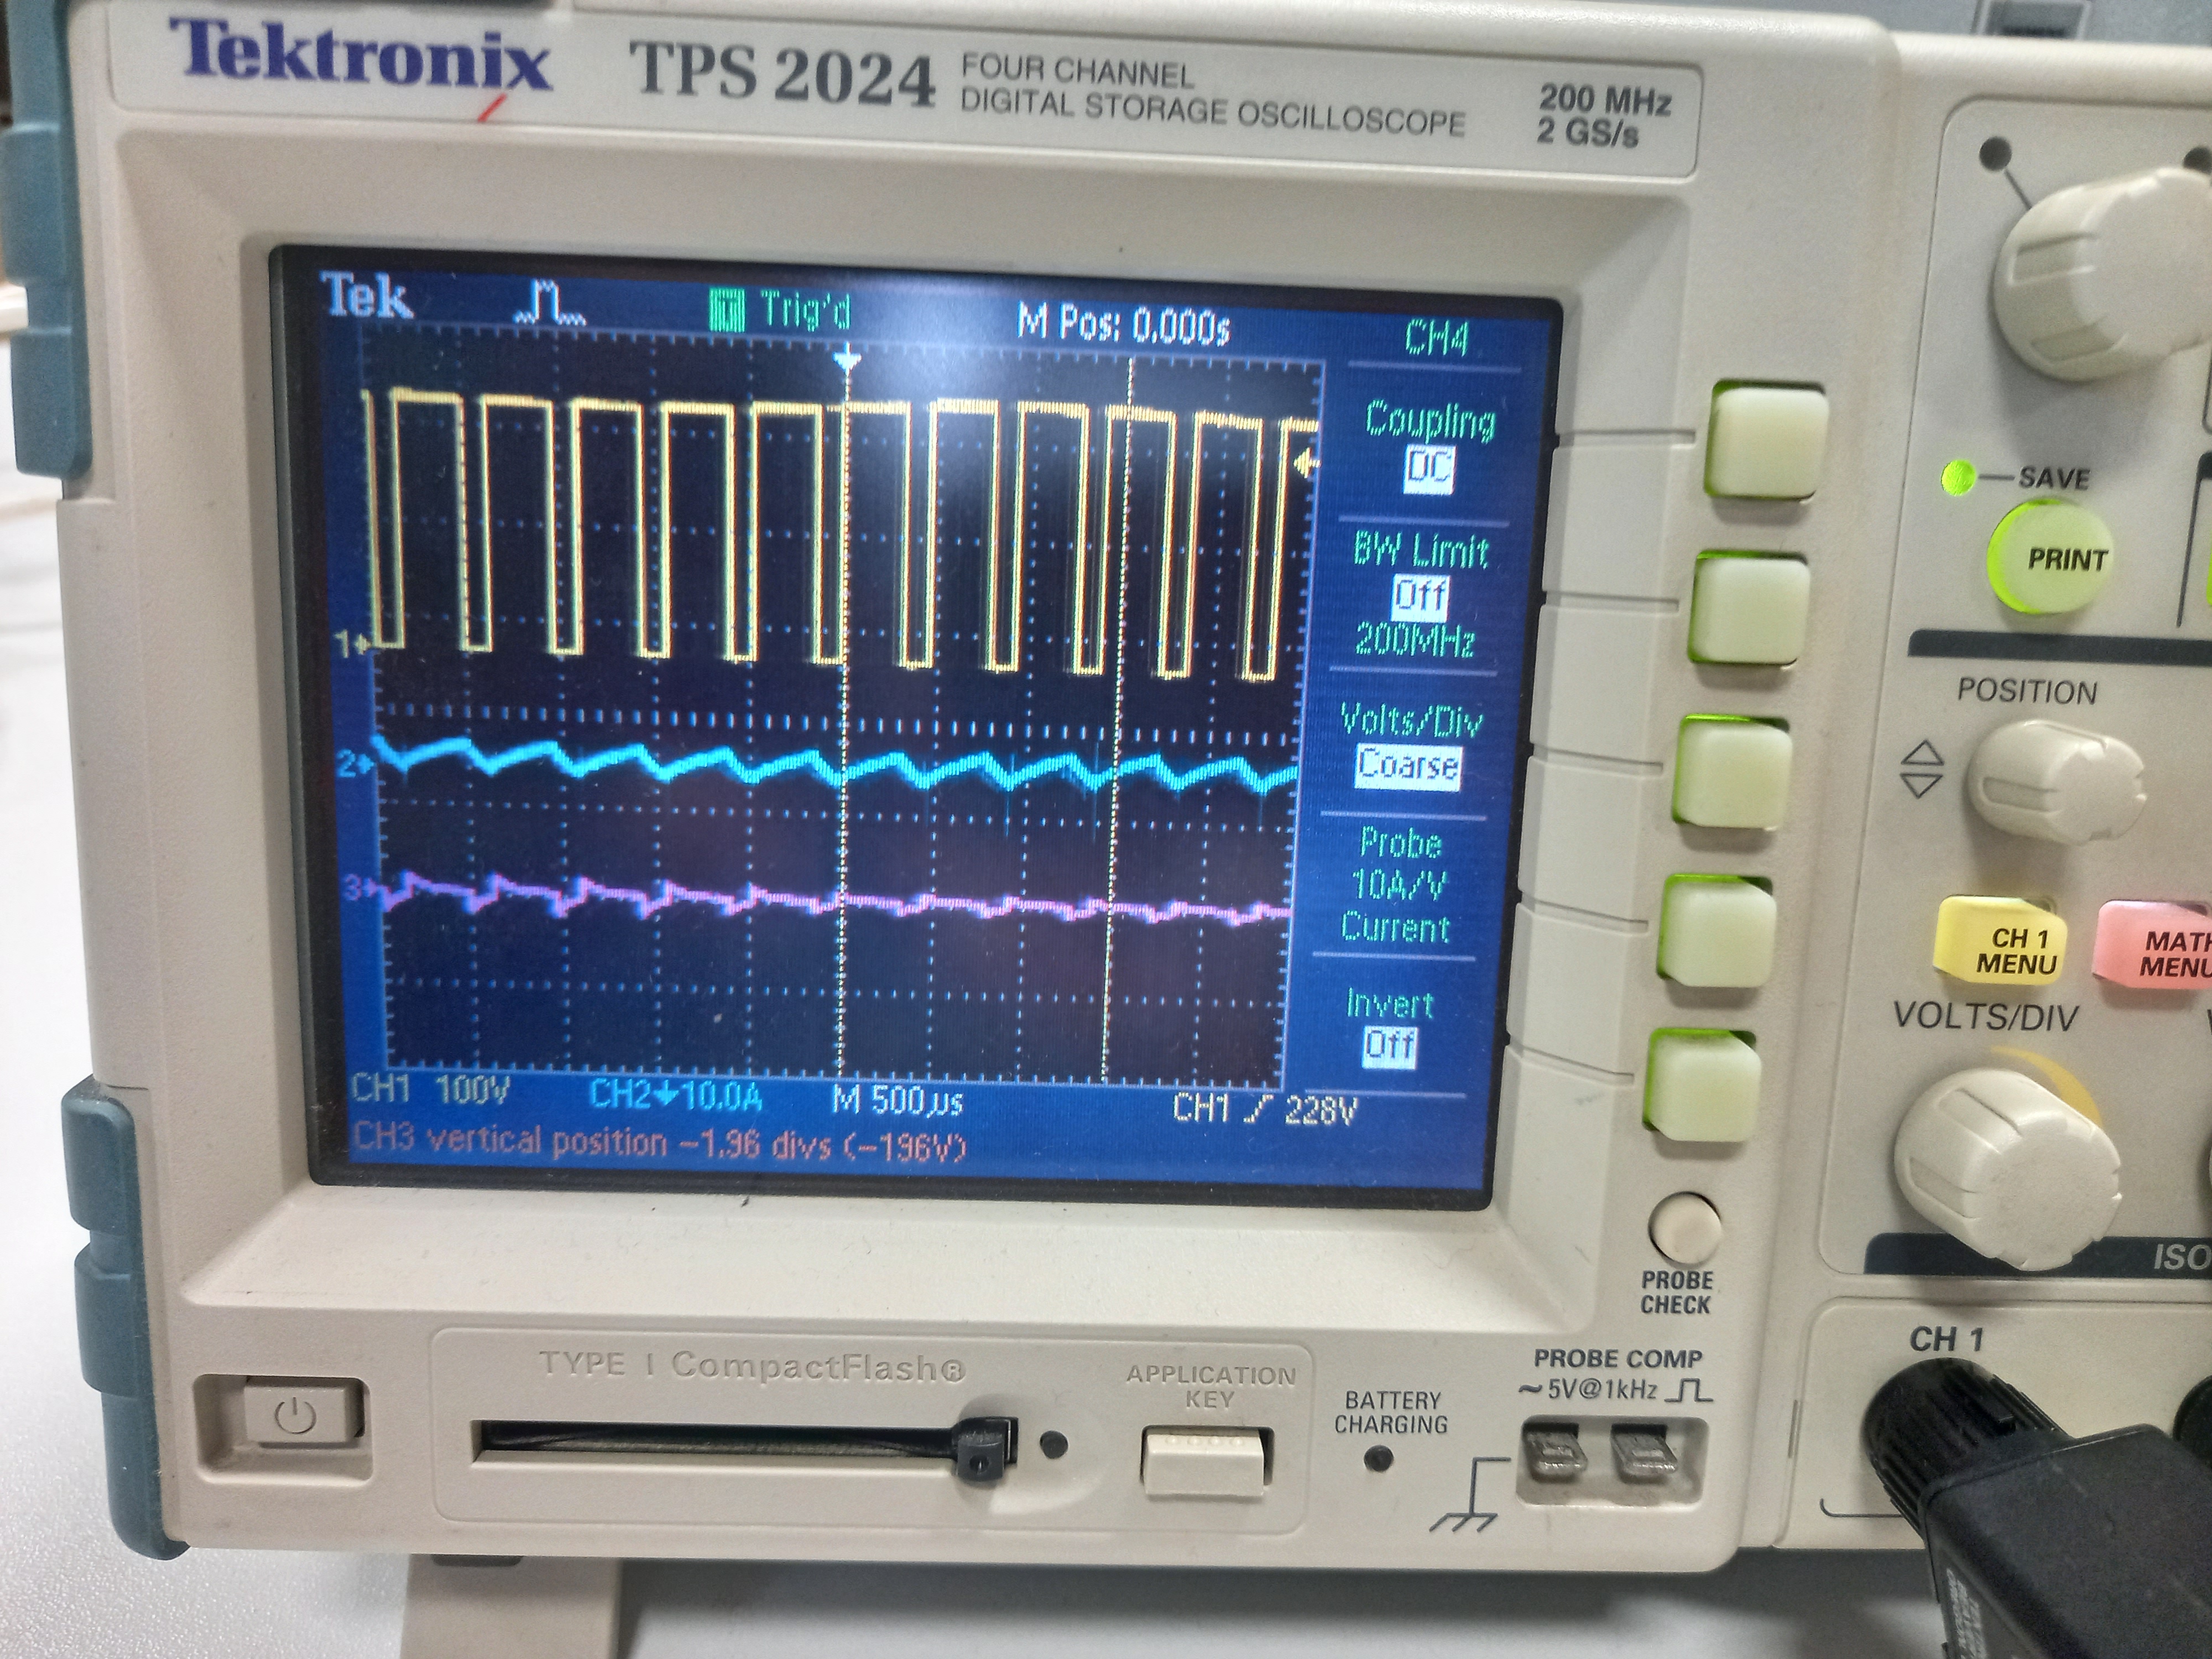 Tektronix TPS 2024 FOUR CHANNEL
DIGITAL STORAGE OSCILLOSCOPE
200 MHz
2 GS/s
Tek Trig'd M Pos: 0.000s
CH4
Coupling
DC
BW Limit
Off
200MHz
Volts/Div
Coarse
Probe
10A/V
Current
Invert
Off
1
2
3
CH1 100V CH2 10.0A M 500µs CH1 228V
CH3 vertical position -1.96 divs (-196V)
SAVE
PRINT
POSITION
CH 1
MENU
MATH
MENU
VOLTS/DIV
PROBE
CHECK
CH 1
TYPE I CompactFlash®
APPLICATION
KEY
BATTERY
CHARGING
PROBE COMP
~5V@1kHz